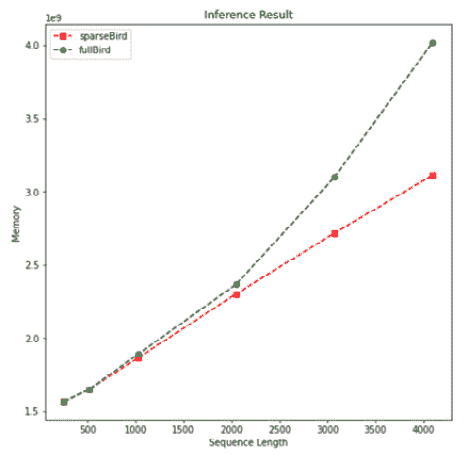 Inference Result
1e9
sparseBird
fullBird
4.0
3.5
3.0
2.5
2.0
1.5
Memory
500 1000 1500 2000 2500 3000 3500 4000
Sequence Length